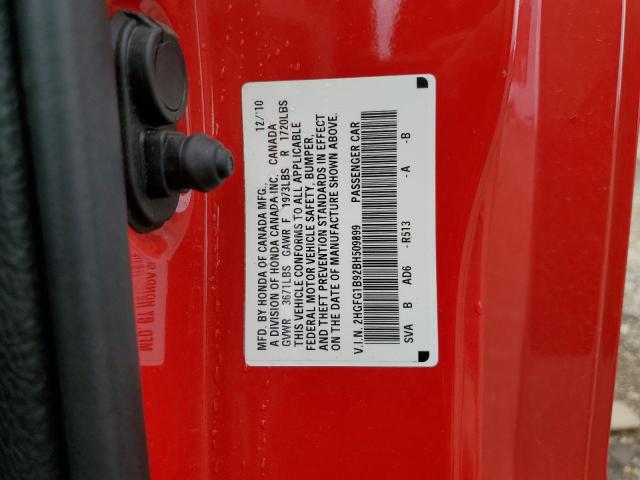 MFD. BY HONDA OF CANADA MFG. 12/'10
A DIVISION OF HONDA CANADA INC. CANADA
GVWR 3671LBS GAWR F 1973LBS R 1720LBS
THIS VEHICLE CONFORMS TO ALL APPLICABLE
FEDERAL MOTOR VEHICLE SAFETY, BUMPER,
AND THEFT PREVENTION STANDARDS IN EFFECT
ON THE DATE OF MANUFACTURE SHOWN ABOVE.
V.I.N. 2HGFG1B92BH509899 PASSENGER CAR
SVA B AD6 -R513 -A -B